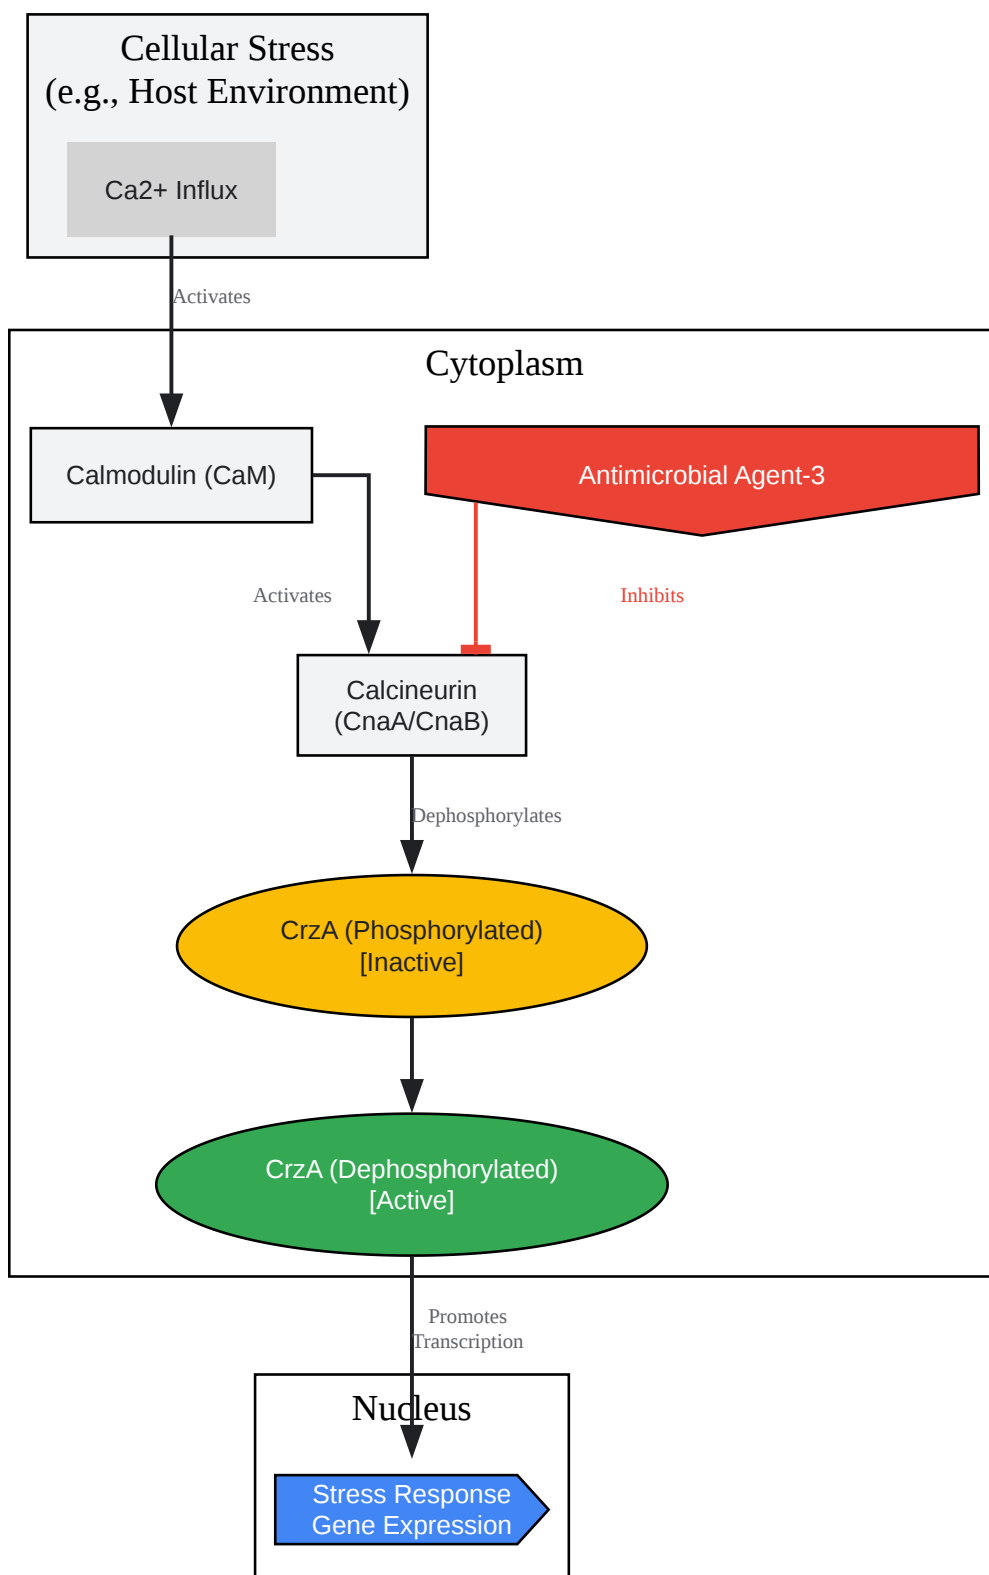 Cellular Stress
(e.g., Host Environment)
Ca2+ Influx
Activates
Cytoplasm
Calmodulin (CaM)
Antimicrobial Agent-3
Activates
Inhibits
Calcineurin
(CnaA/CnaB)
Dephosphorylates
CrzA (Phosphorylated)
[Inactive]
CrzA (Dephosphorylated)
[Active]
Promotes
Transcription
Nucleus
Stress Response
Gene Expression